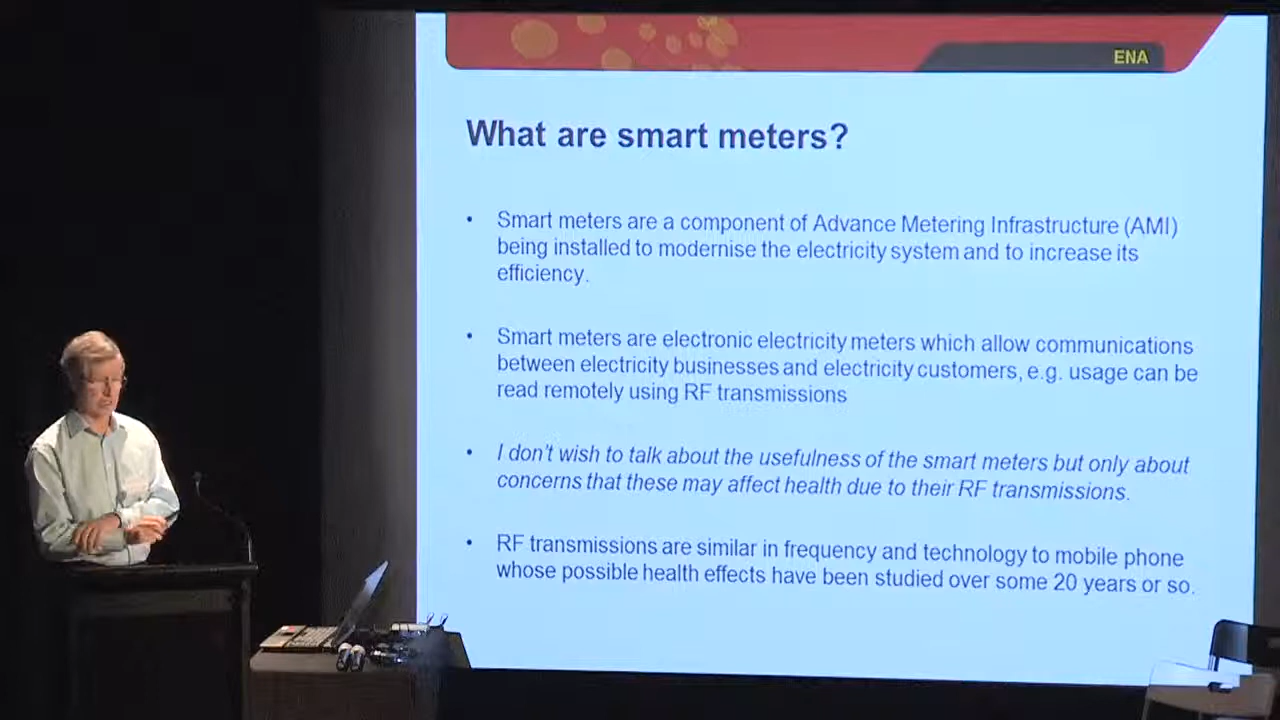 ENA
What are smart meters?
• Smart meters are a component of Advance Metering Infrastructure (AMI)
being installed to modernise the electricity system and to increase its
efficiency.
• Smart meters are electronic electricity meters which allow communications
between electricity businesses and electricity customers, e.g. usage can be
read remotely using RF transmissions
• I don't wish to talk about the usefulness of the smart meters but only about
concerns that these may affect health due to their RF transmissions.
• RF transmissions are similar in frequency and technology to mobile phone
whose possible health effects have been studied over some 20 years or so.